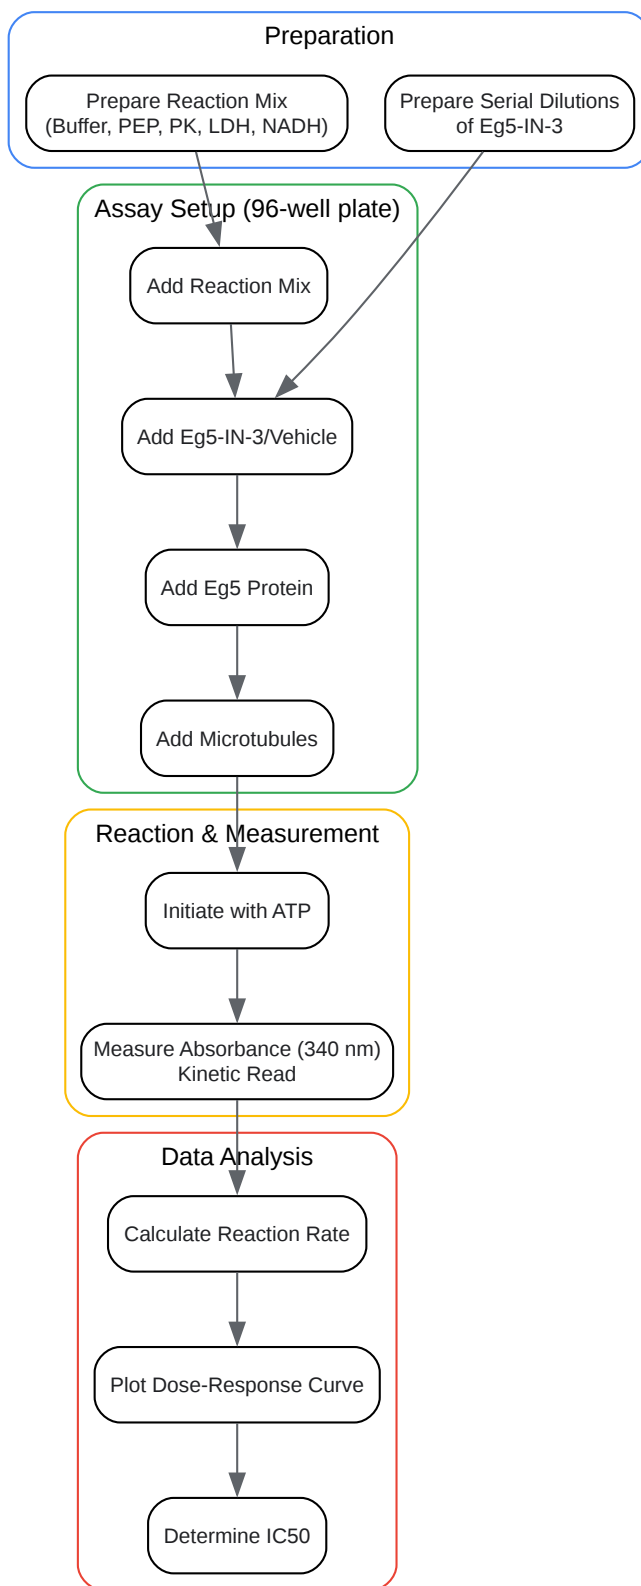 Preparation
Prepare Reaction Mix
(Buffer, PEP, PK, LDH, NADH)
Prepare Serial Dilutions
of Eg5-IN-3
Assay Setup (96-well plate)
Add Reaction Mix
Add Eg5-IN-3/Vehicle
Add Eg5 Protein
Add Microtubules
Reaction & Measurement
Initiate with ATP
Measure Absorbance (340 nm)
Kinetic Read
Data Analysis
Calculate Reaction Rate
Plot Dose-Response Curve
Determine IC50